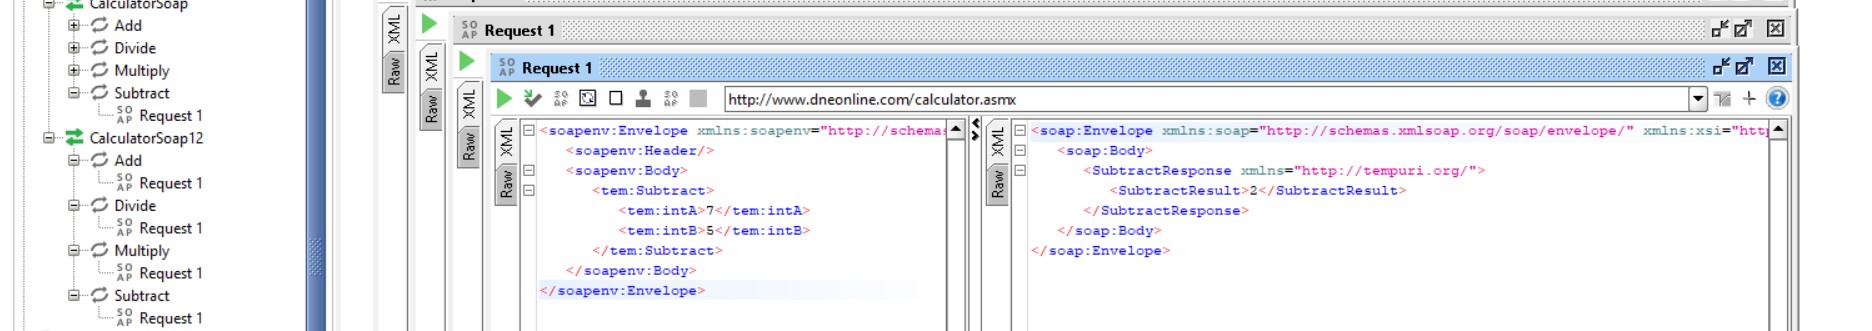 CalculatorSoap
Add
Divide
Multiply
Subtract
SO AP Request 1
CalculatorSoap12
Add
SO AP Request 1
Divide
SO AP Request 1
Multiply
SO AP Request 1
Subtract
SO AP Request 1
XML
Raw
SO AP Request 1
XML
Raw
SO AP Request 1
XML
Raw
SO AP
SO AP
http://www.dneonline.com/calculator.asmx
?
XML
Raw
<soapenv:Envelope xmlns:soapenv="http://schemas
<soapenv:Header/>
<soapenv:Body>
<tem:Subtract>
<tem:intA>7</tem:intA>
<tem:intB>5</tem:intB>
</tem:Subtract>
</soapenv:Body>
</soapenv:Envelope>
XML
Raw
<soap:Envelope xmlns:soap="http://schemas.xmlsoap.org/soap/envelope/" xmlns:xsi="http
<soap:Body>
<SubtractResponse xmlns="http://tempuri.org/">
<SubtractResult>2</SubtractResult>
</SubtractResponse>
</soap:Body>
</soap:Envelope>